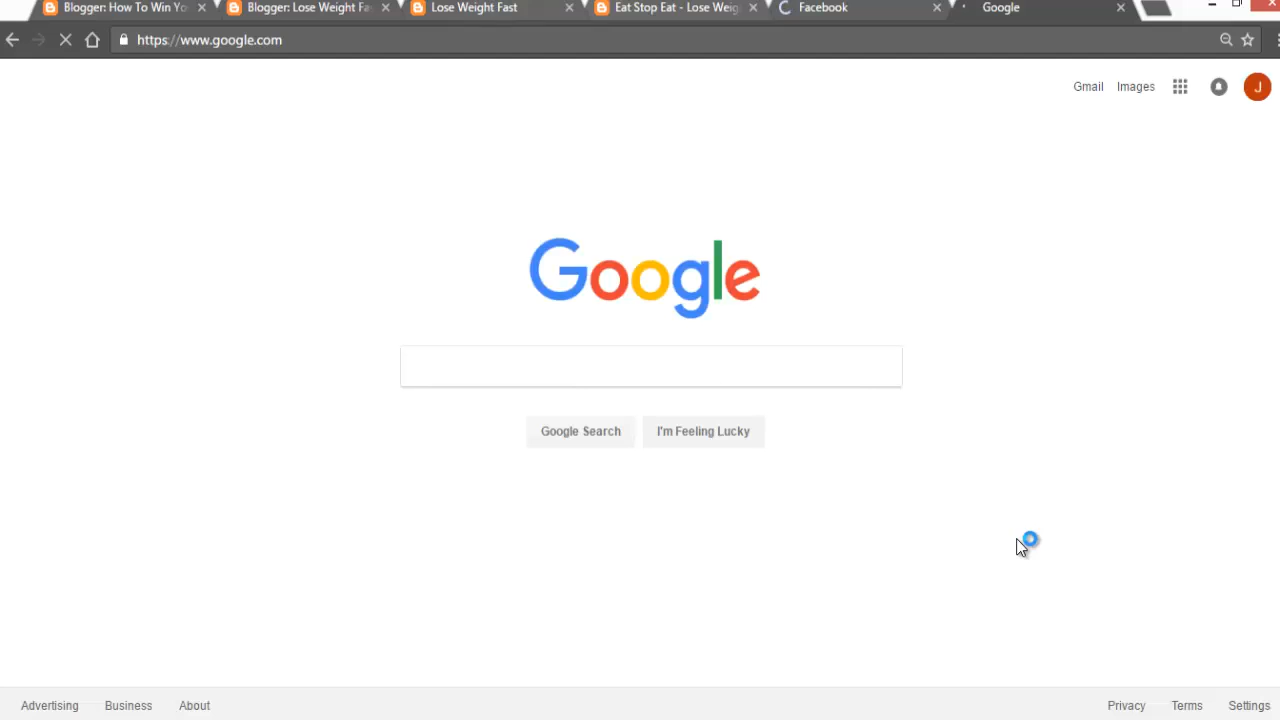 Blogger: How To Win Yo
Blogger: Lose Weight Fa
Lose Weight Fast
Eat Stop Eat - Lose Weig
Facebook
Google
https://www.google.com
Gmail
Images
J
Google
Google Search
I'm Feeling Lucky
Advertising
Business
About
Privacy
Terms
Settings